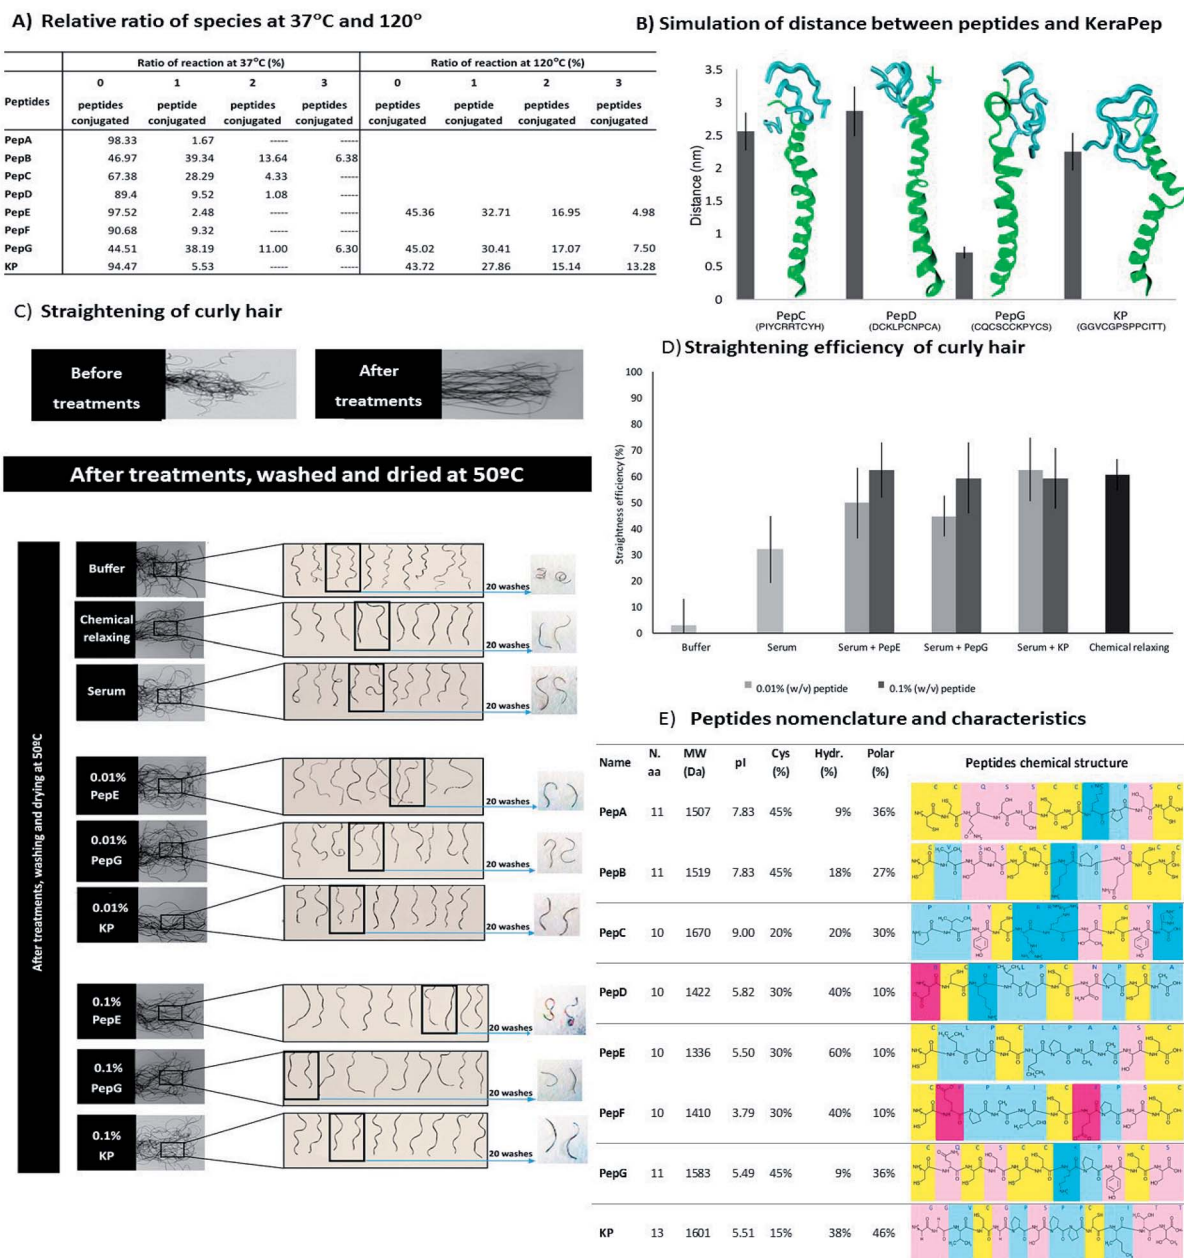 A) Relative ratio of species at 37°C and 120°
Ratio of reaction at 37°C (%) Ratio of reaction at 120°C (%)
0 1 2 3 0 1 2 3
Peptides peptides peptide peptides peptides peptides peptide peptides peptides
conjugated conjugated conjugated conjugated conjugated conjugated conjugated conjugated
PepA 98.33 1.67 ----- -----
PepB 46.97 39.34 13.64 6.38
PepC 67.38 28.29 4.33 -----
PepD 89.4 9.52 1.08 -----
PepE 97.52 2.48 ----- ----- 45.36 32.71 16.95 4.98
PepF 90.68 9.32 ----- -----
PepG 44.51 38.19 11.00 6.30 45.02 30.41 17.07 7.50
KP 94.47 5.53 ----- ----- 43.72 27.86 15.14 13.28
B) Simulation of distance between peptides and KeraPep
Distance (nm)
3.5
3
2.5
2
1.5
1
0.5
0
PepC PepD PepG KP
(PIYCRRTCYH) (DCKLPCNPCA) (CQCSCCKPYCS) (GGVCGPSPPCITT)
C) Straightening of curly hair
Before
treatments
After
treatments
After treatments, washed and dried at 50ºC
After treatments, washing and drying at 50ºC
Buffer
20 washes
Chemical
relaxing
20 washes
Serum
20 washes
0.01%
PepE
20 washes
0.01%
PepG
20 washes
0.01%
KP
20 washes
0.1%
PepE
20 washes
0.1%
PepG
20 washes
0.1%
KP
20 washes
D) Straightening efficiency of curly hair
Straightness efficiency (%)
100
90
80
70
60
50
40
30
20
10
0
Buffer Serum Serum + PepE Serum + PepG Serum + KP Chemical relaxing
0.01% (w/v) peptide 0.1% (w/v) peptide
E) Peptides nomenclature and characteristics
Name N. aa MW (Da) pI Cys (%) Hydr. (%) Polar (%) Peptides chemical structure
PepA 11 1507 7.83 45% 9% 36%
PepB 11 1519 7.83 45% 18% 27%
PepC 10 1670 9.00 20% 20% 30%
PepD 10 1422 5.82 30% 40% 10%
PepE 10 1336 5.50 30% 60% 10%
PepF 10 1410 3.79 30% 40% 10%
PepG 11 1583 5.49 45% 9% 36%
KP 13 1601 5.51 15% 38% 46%